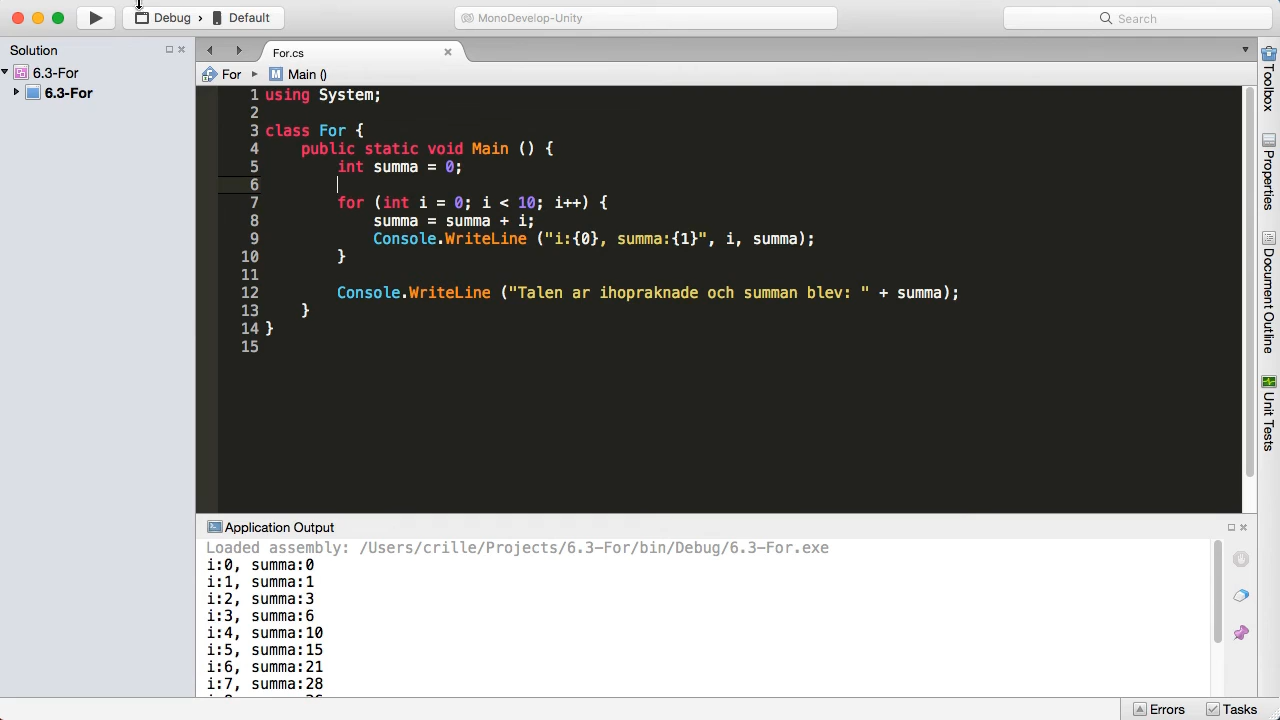 Debug › Default
MonoDevelop-Unity
Search
Solution
6.3-For
6.3-For
For.cs
For ▸ M Main ()
1 using System;
2
3 class For {
4 public static void Main () {
5 int summa = 0;
6
7 for (int i = 0; i < 10; i++) {
8 summa = summa + i;
9 Console.WriteLine ("i:{0}, summa:{1}", i, summa);
10 }
11
12 Console.WriteLine ("Talen ar ihopraknade och summan blev: " + summa);
13 }
14 }
15
Toolbox
Properties
Document Outline
Unit Tests
Application Output
Loaded assembly: /Users/crille/Projects/6.3-For/bin/Debug/6.3-For.exe
i:0, summa:0
i:1, summa:1
i:2, summa:3
i:3, summa:6
i:4, summa:10
i:5, summa:15
i:6, summa:21
i:7, summa:28
Errors
Tasks